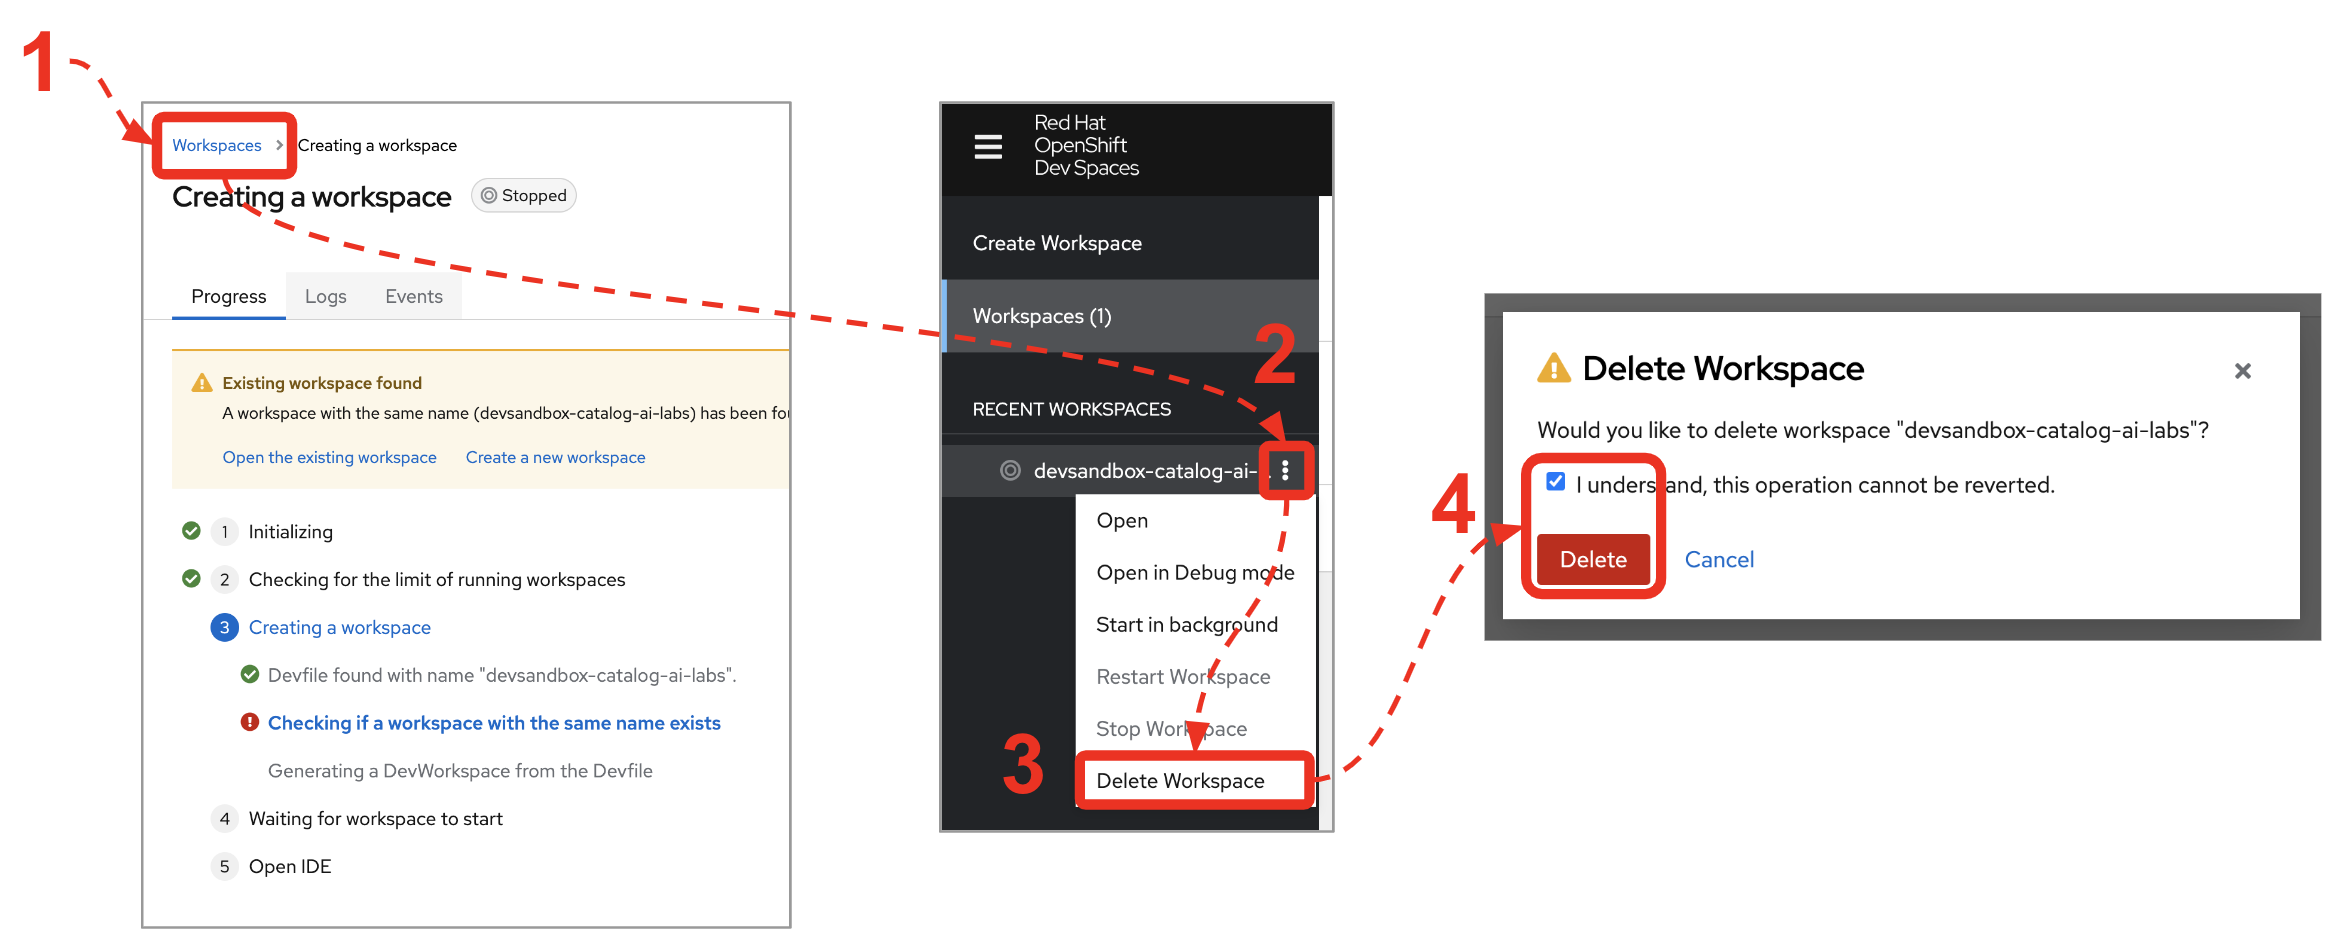 1
Workspaces > Creating a workspace
Creating a workspace Stopped
Progress Logs Events
Existing workspace found
A workspace with the same name (devsandbox-catalog-ai-labs) has been
Open the existing workspace Create a new workspace
1 Initializing
2 Checking for the limit of running workspaces
3 Creating a workspace
Devfile found with name "devsandbox-catalog-ai-labs".
Checking if a workspace with the same name exists
Generating a DevWorkspace from the Devfile
4 Waiting for workspace to start
5 Open IDE
Red Hat
OpenShift
Dev Spaces
Create Workspace
Workspaces (1)
2
RECENT WORKSPACES
devsandbox-catalog-ai-...
Open
Open in Debug mode
Start in background
Restart Workspace
Stop Workspace
3
Delete Workspace
Delete Workspace
Would you like to delete workspace "devsandbox-catalog-ai-labs"?
4
I understand, this operation cannot be reverted.
Delete Cancel